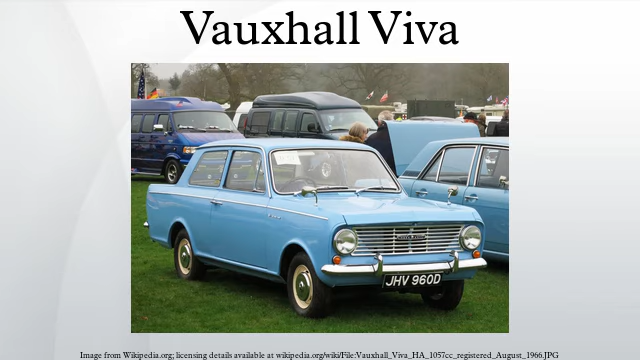 Vauxhall Viva
JHV 960D
Image from Wikipedia.org; licensing details available at wikipedia.org/wiki/File:Vauxhall_Viva_HA_1057cc_registered_August_1966.JPG